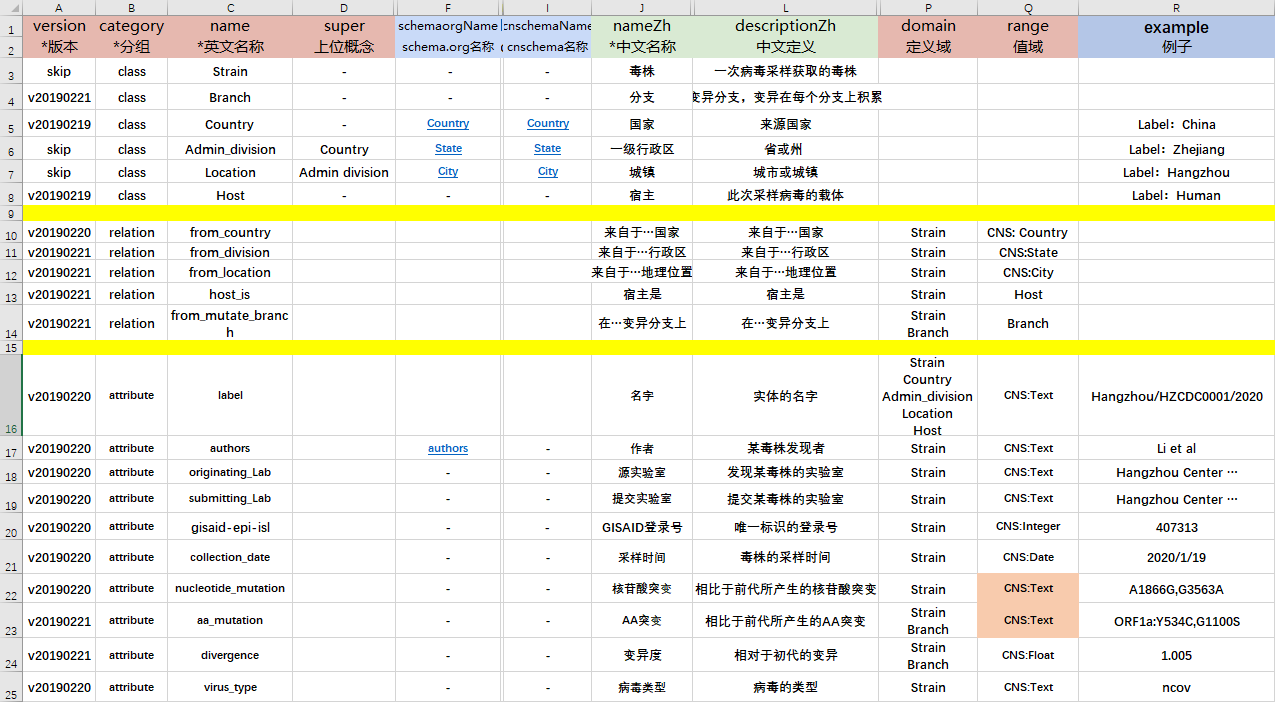 A B C D F I J L P Q R
1 version category name super schemaorgName cnschemaName nameZh descriptionZh domain range example
2 *版本 *分组 *英文名称 上位概念 schema.org名称 cnschema名称 *中文名称 中文定义 定义域 值域 例子
3 skip class Strain - - - 毒株 一次病毒采样获取的毒株
4 v20190221 class Branch - - - 分支 变异分支，变异在每个分支上积累
5 v20190219 class Country - Country Country 国家 来源国家 Label：China
6 skip class Admin_division Country State State 一级行政区 省或州 Label：Zhejiang
7 skip class Location Admin division City City 城镇 城市或城镇 Label：Hangzhou
8 v20190219 class Host - - - 宿主 此次采样病毒的载体 Label：Human
9
10 v20190220 relation from_country 来自于…国家 来自于…国家 Strain CNS: Country
11 v20190221 relation from_division 来自于…行政区 来自于…行政区 Strain CNS:State
12 v20190221 relation from_location 来自于…地理位置 来自于…地理位置 Strain CNS:City
13 v20190221 relation host_is 宿主是 宿主是 Strain Host
14 v20190221 relation from_mutate_branc
h 在…变异分支上 在…变异分支上 Strain
Branch Branch
15
16 v20190220 attribute label 名字 实体的名字 Strain
Country
Admin_division
Location
Host CNS:Text Hangzhou/HZCDC0001/2020
17 v20190220 attribute authors authors - 作者 某毒株发现者 Strain CNS:Text Li et al
18 v20190220 attribute originating_Lab - - 源实验室 发现某毒株的实验室 Strain CNS:Text Hangzhou Center …
19 v20190220 attribute submitting_Lab - - 提交实验室 提交某毒株的实验室 Strain CNS:Text Hangzhou Center …
20 v20190220 attribute gisaid-epi-isl - - GISAID登录号 唯一标识的登录号 Strain CNS:Integer 407313
21 v20190220 attribute collection_date - - 采样时间 毒株的采样时间 Strain CNS:Date 2020/1/19
22 v20190220 attribute nucleotide_mutation - - 核苷酸突变 相比于前代所产生的核苷酸突变 Strain CNS:Text A1866G,G3563A
23 v20190221 attribute aa_mutation - - AA突变 相比于前代所产生的AA突变 Strain
Branch CNS:Text ORF1a:Y534C,G1100S
24 v20190221 attribute divergence - - 变异度 相对于初代的变异 Strain
Branch CNS:Float 1.005
25 v20190220 attribute virus_type - - 病毒类型 病毒的类型 Strain CNS:Text ncov